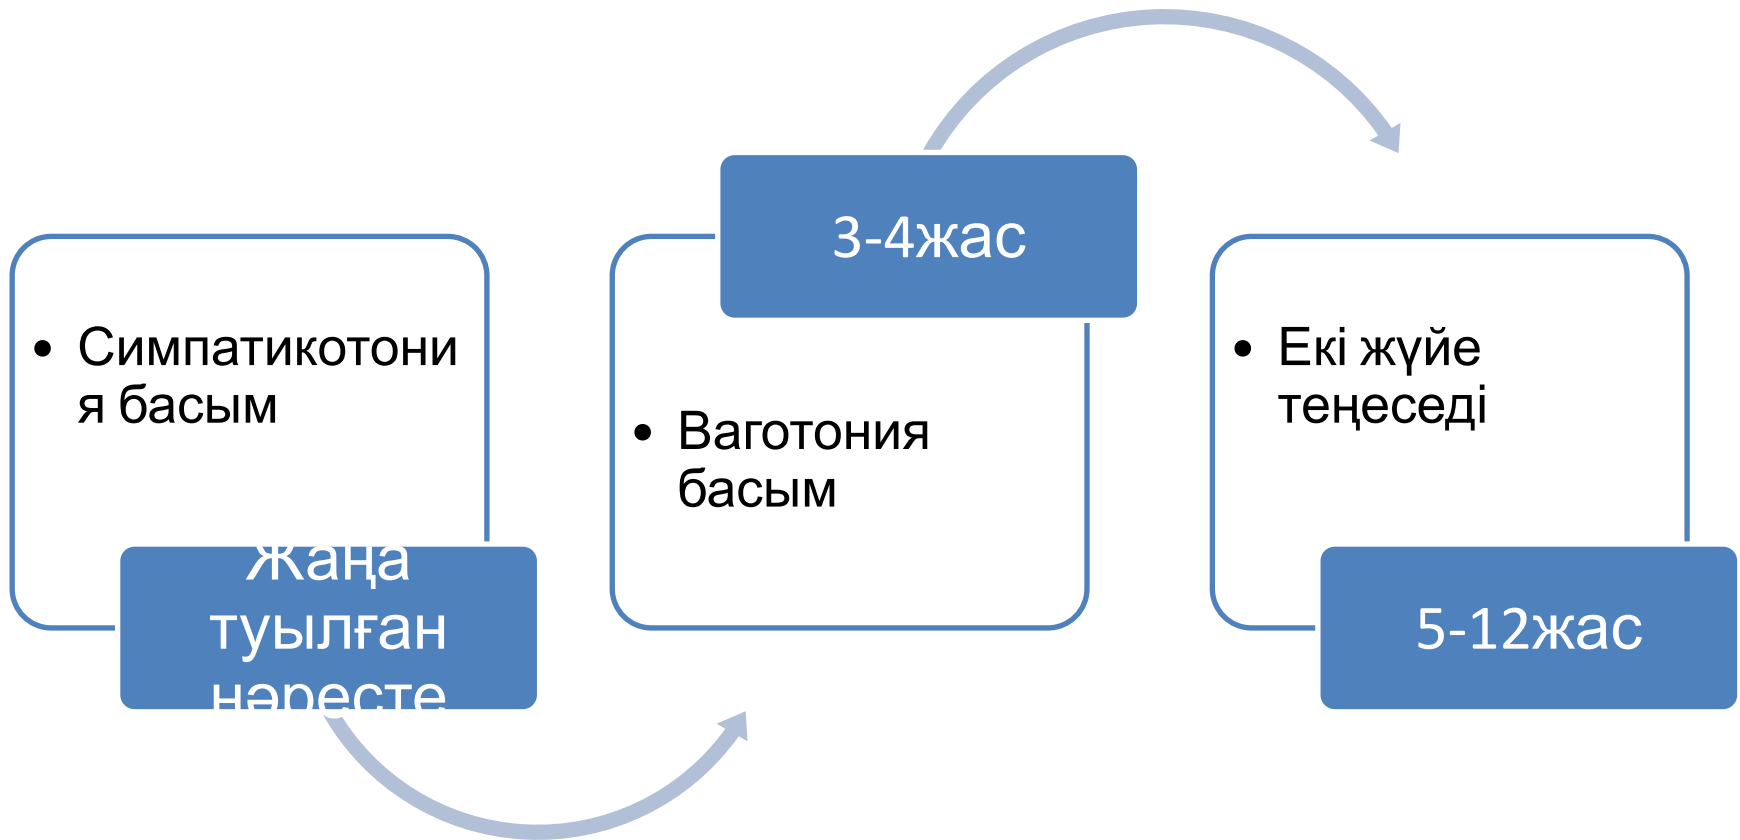 • Симпатикотони
я басым
Жаңа
туылған
нәресте
3-4жас
• Ваготония
басым
• Екі жүйе
теңеседі
5-12жас